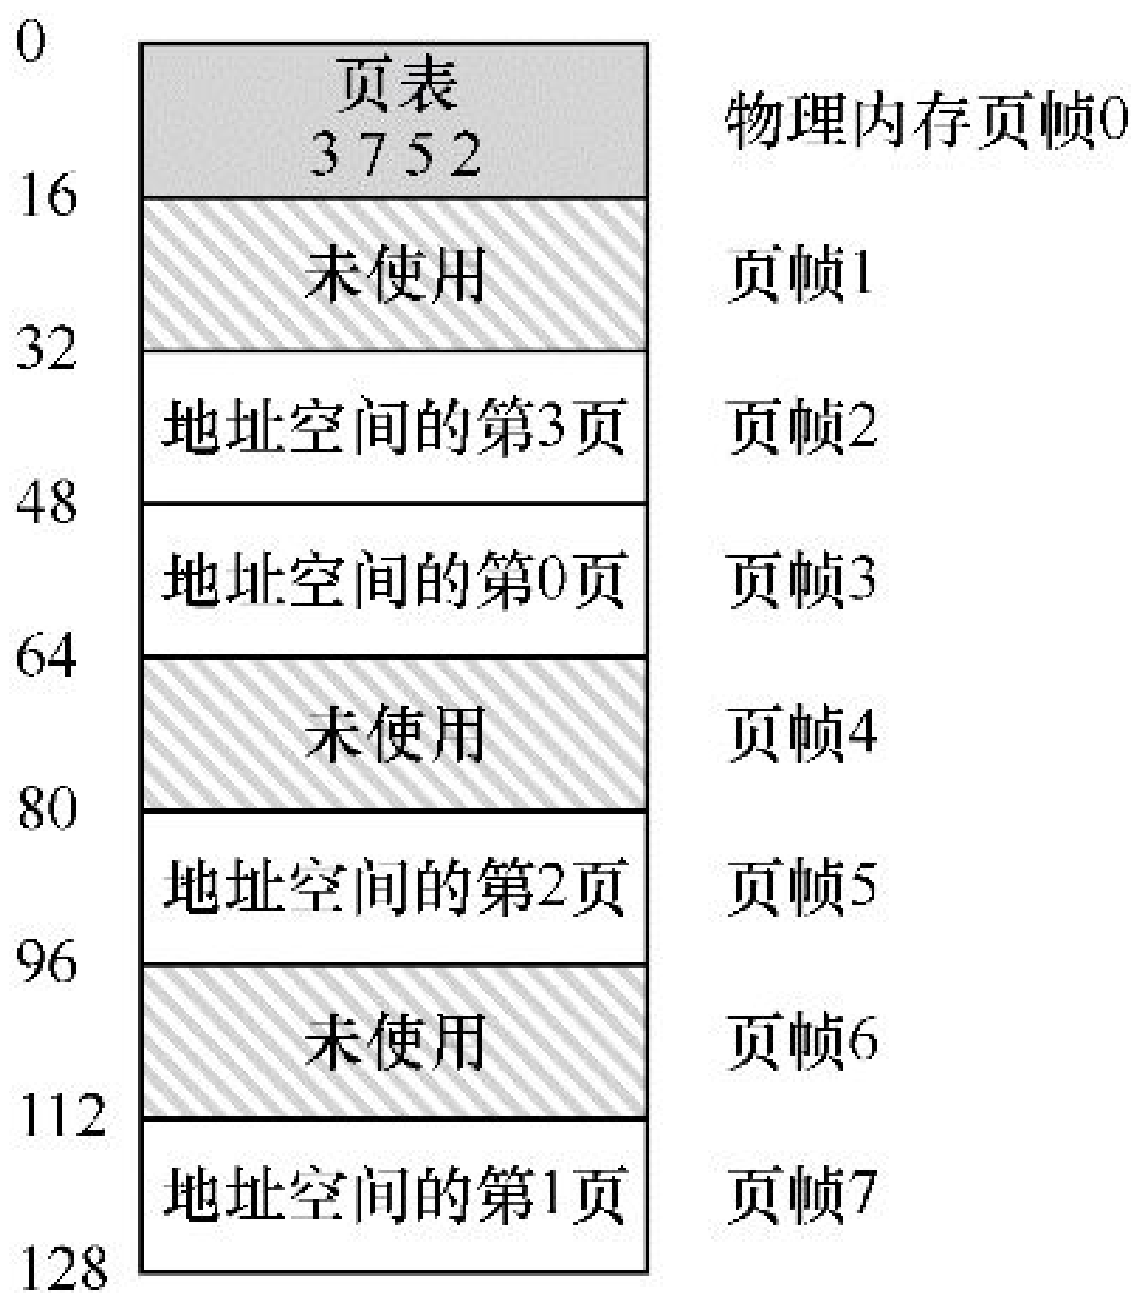 0
页表
3 7 5 2
物理内存页帧0
16
未使用
页帧1
32
地址空间的第3页
页帧2
48
地址空间的第0页
页帧3
64
未使用
页帧4
80
地址空间的第2页
页帧5
96
未使用
页帧6
112
地址空间的第1页
页帧7
128